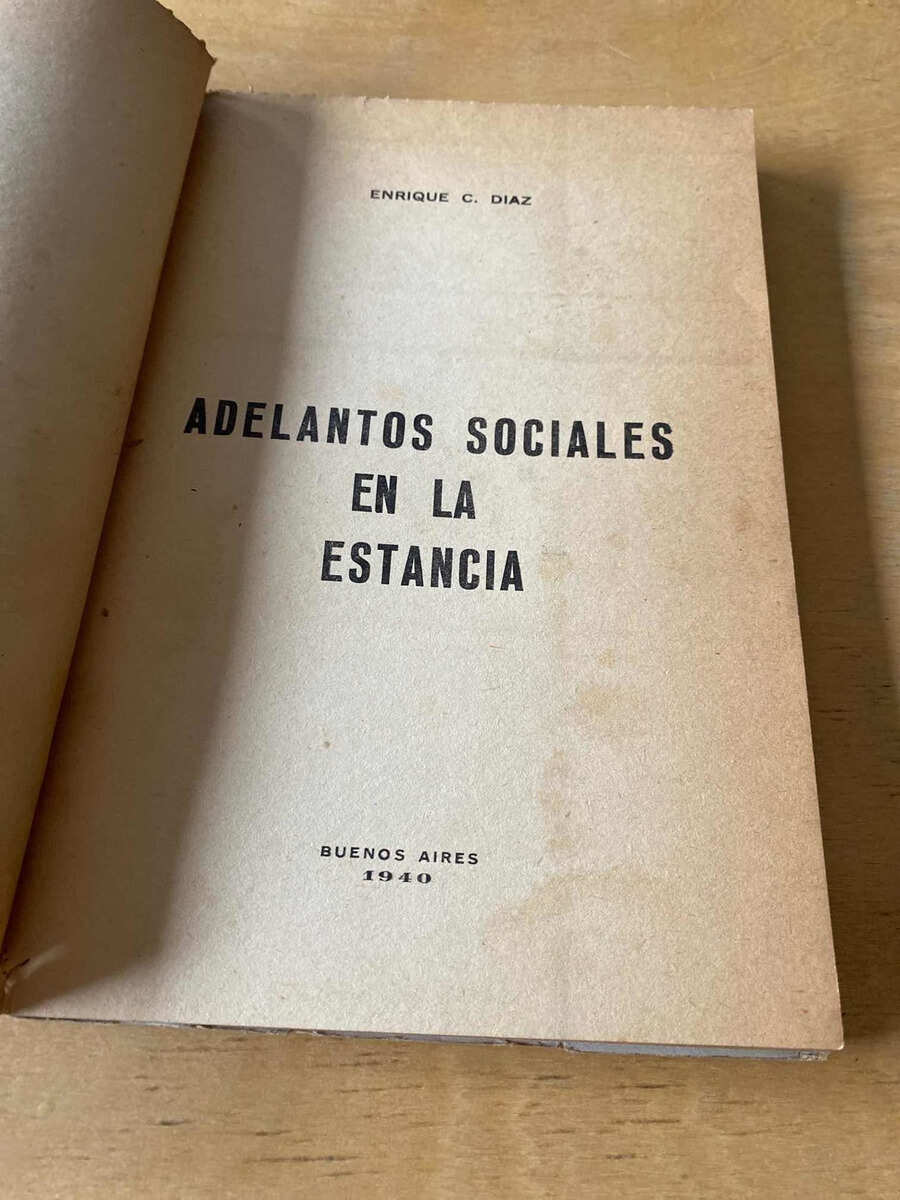 ENRIQUE C. DIAZ
ADELANTOS SOCIALES
EN LA
ESTANCIA
BUENOS AIRES
1940